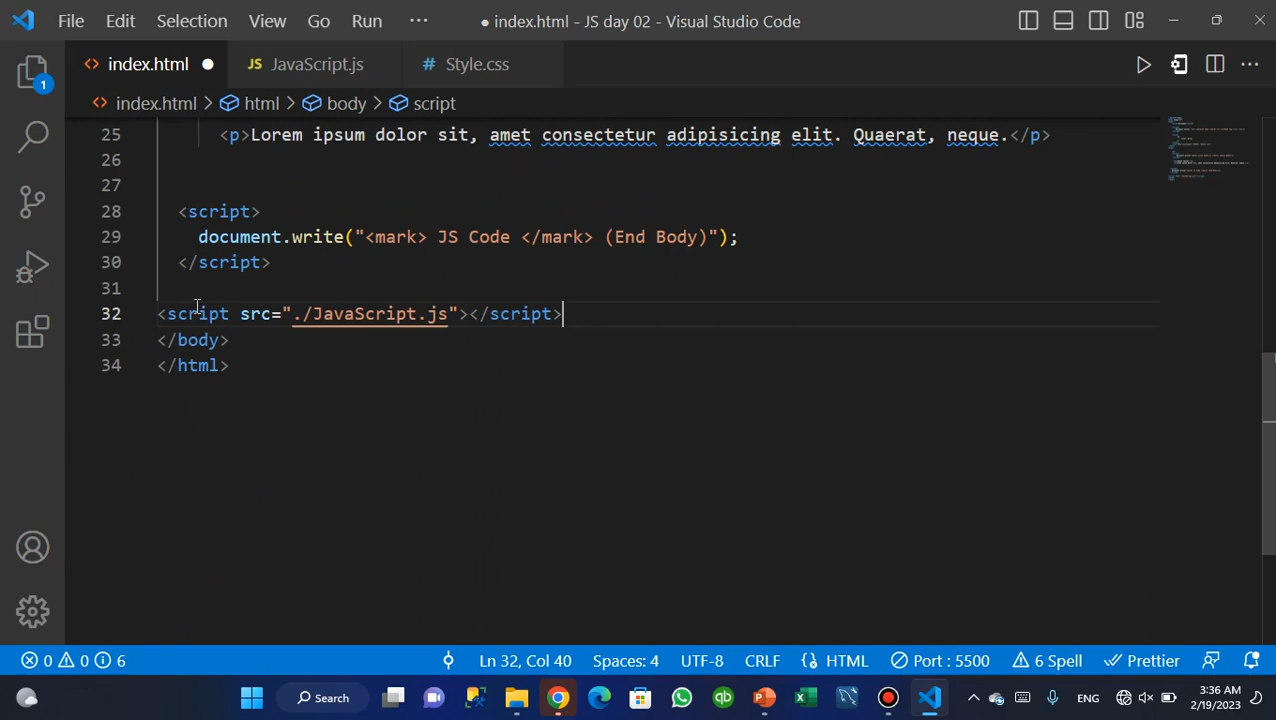 File Edit Selection View Go Run ··· ● index.html - JS day 02 - Visual Studio Code
1
<> index.html ● JS JavaScript.js # Style.css
<> index.html > html > body > script
25 <p>Lorem ipsum dolor sit, amet consectetur adipisicing elit. Quaerat, neque.</p>
26
27
28 <script>
29 document.write("<mark> JS Code </mark> (End Body)");
30 </script>
31
32 <script src="./JavaScript.js"></script>
33 </body>
34 </html>
0 0 6 Ln 32, Col 40 Spaces: 4 UTF-8 CRLF {} HTML Port : 5500 6 Spell Prettier
Search qb ENG 3:36 AM
2/19/2023